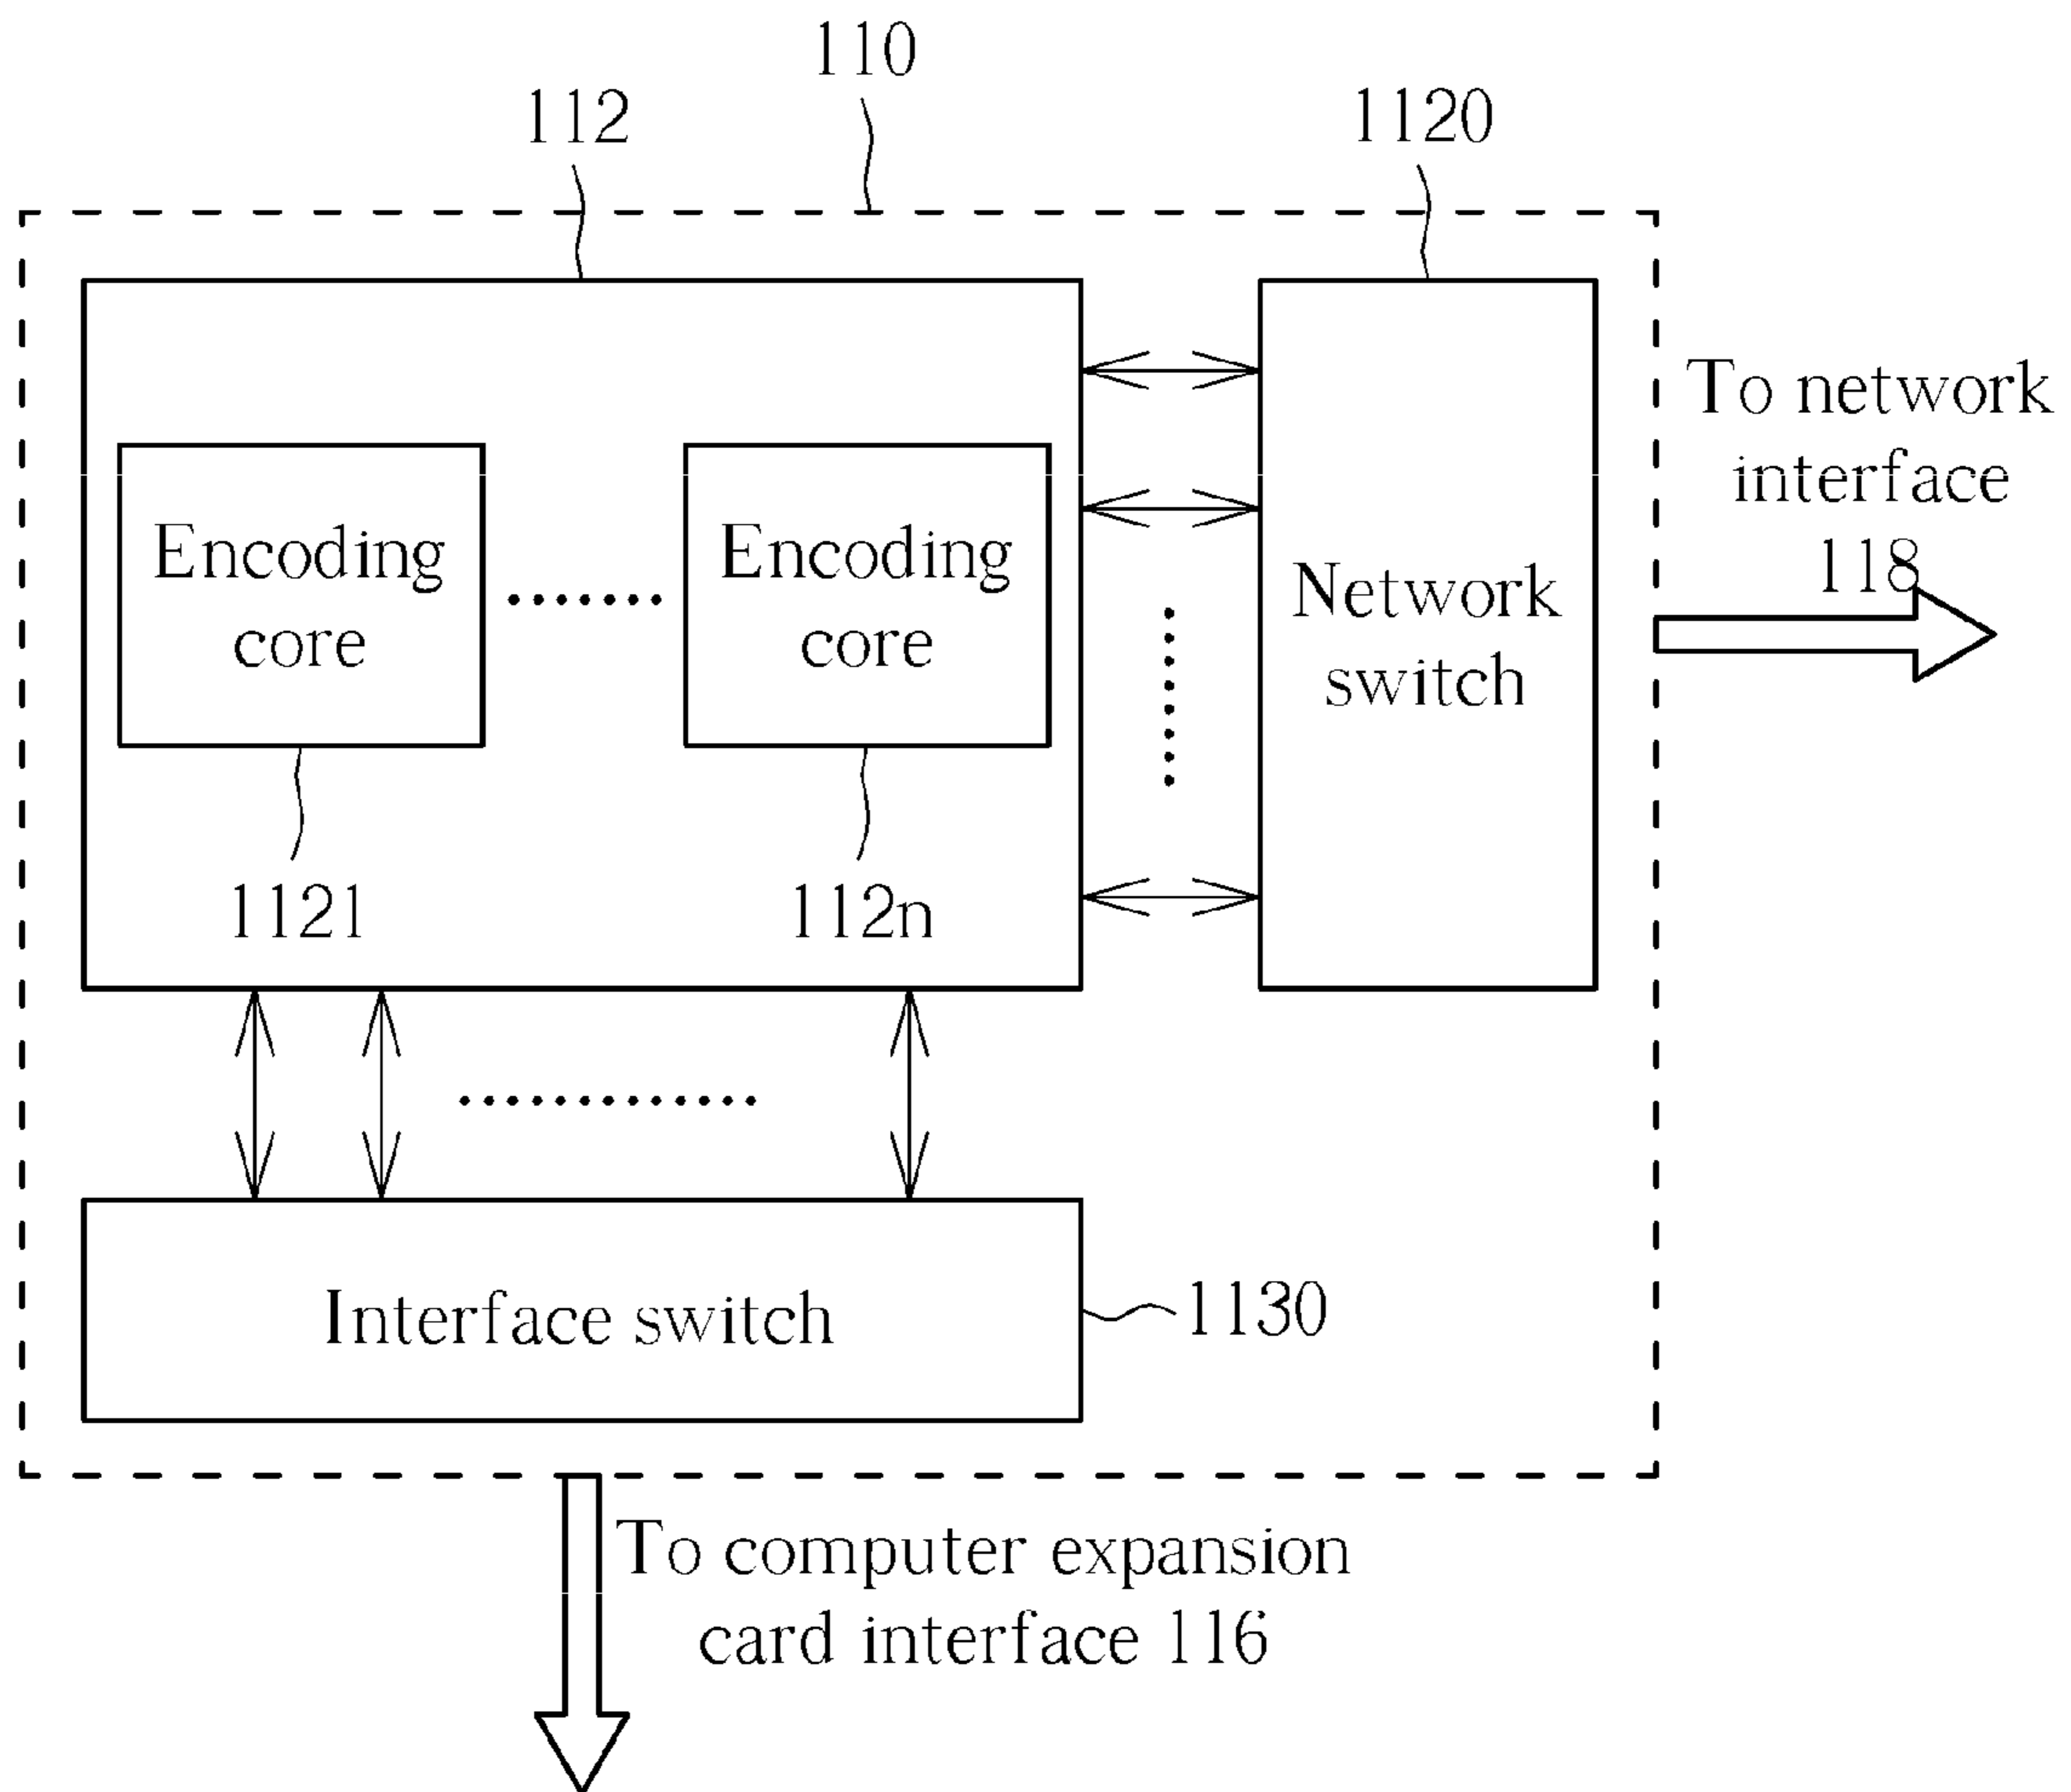 110
112
1120
To network
interface
118
Encoding
core
Encoding
core
Network
switch
1121
112n
Interface switch
1130
To computer expansion
card interface 116